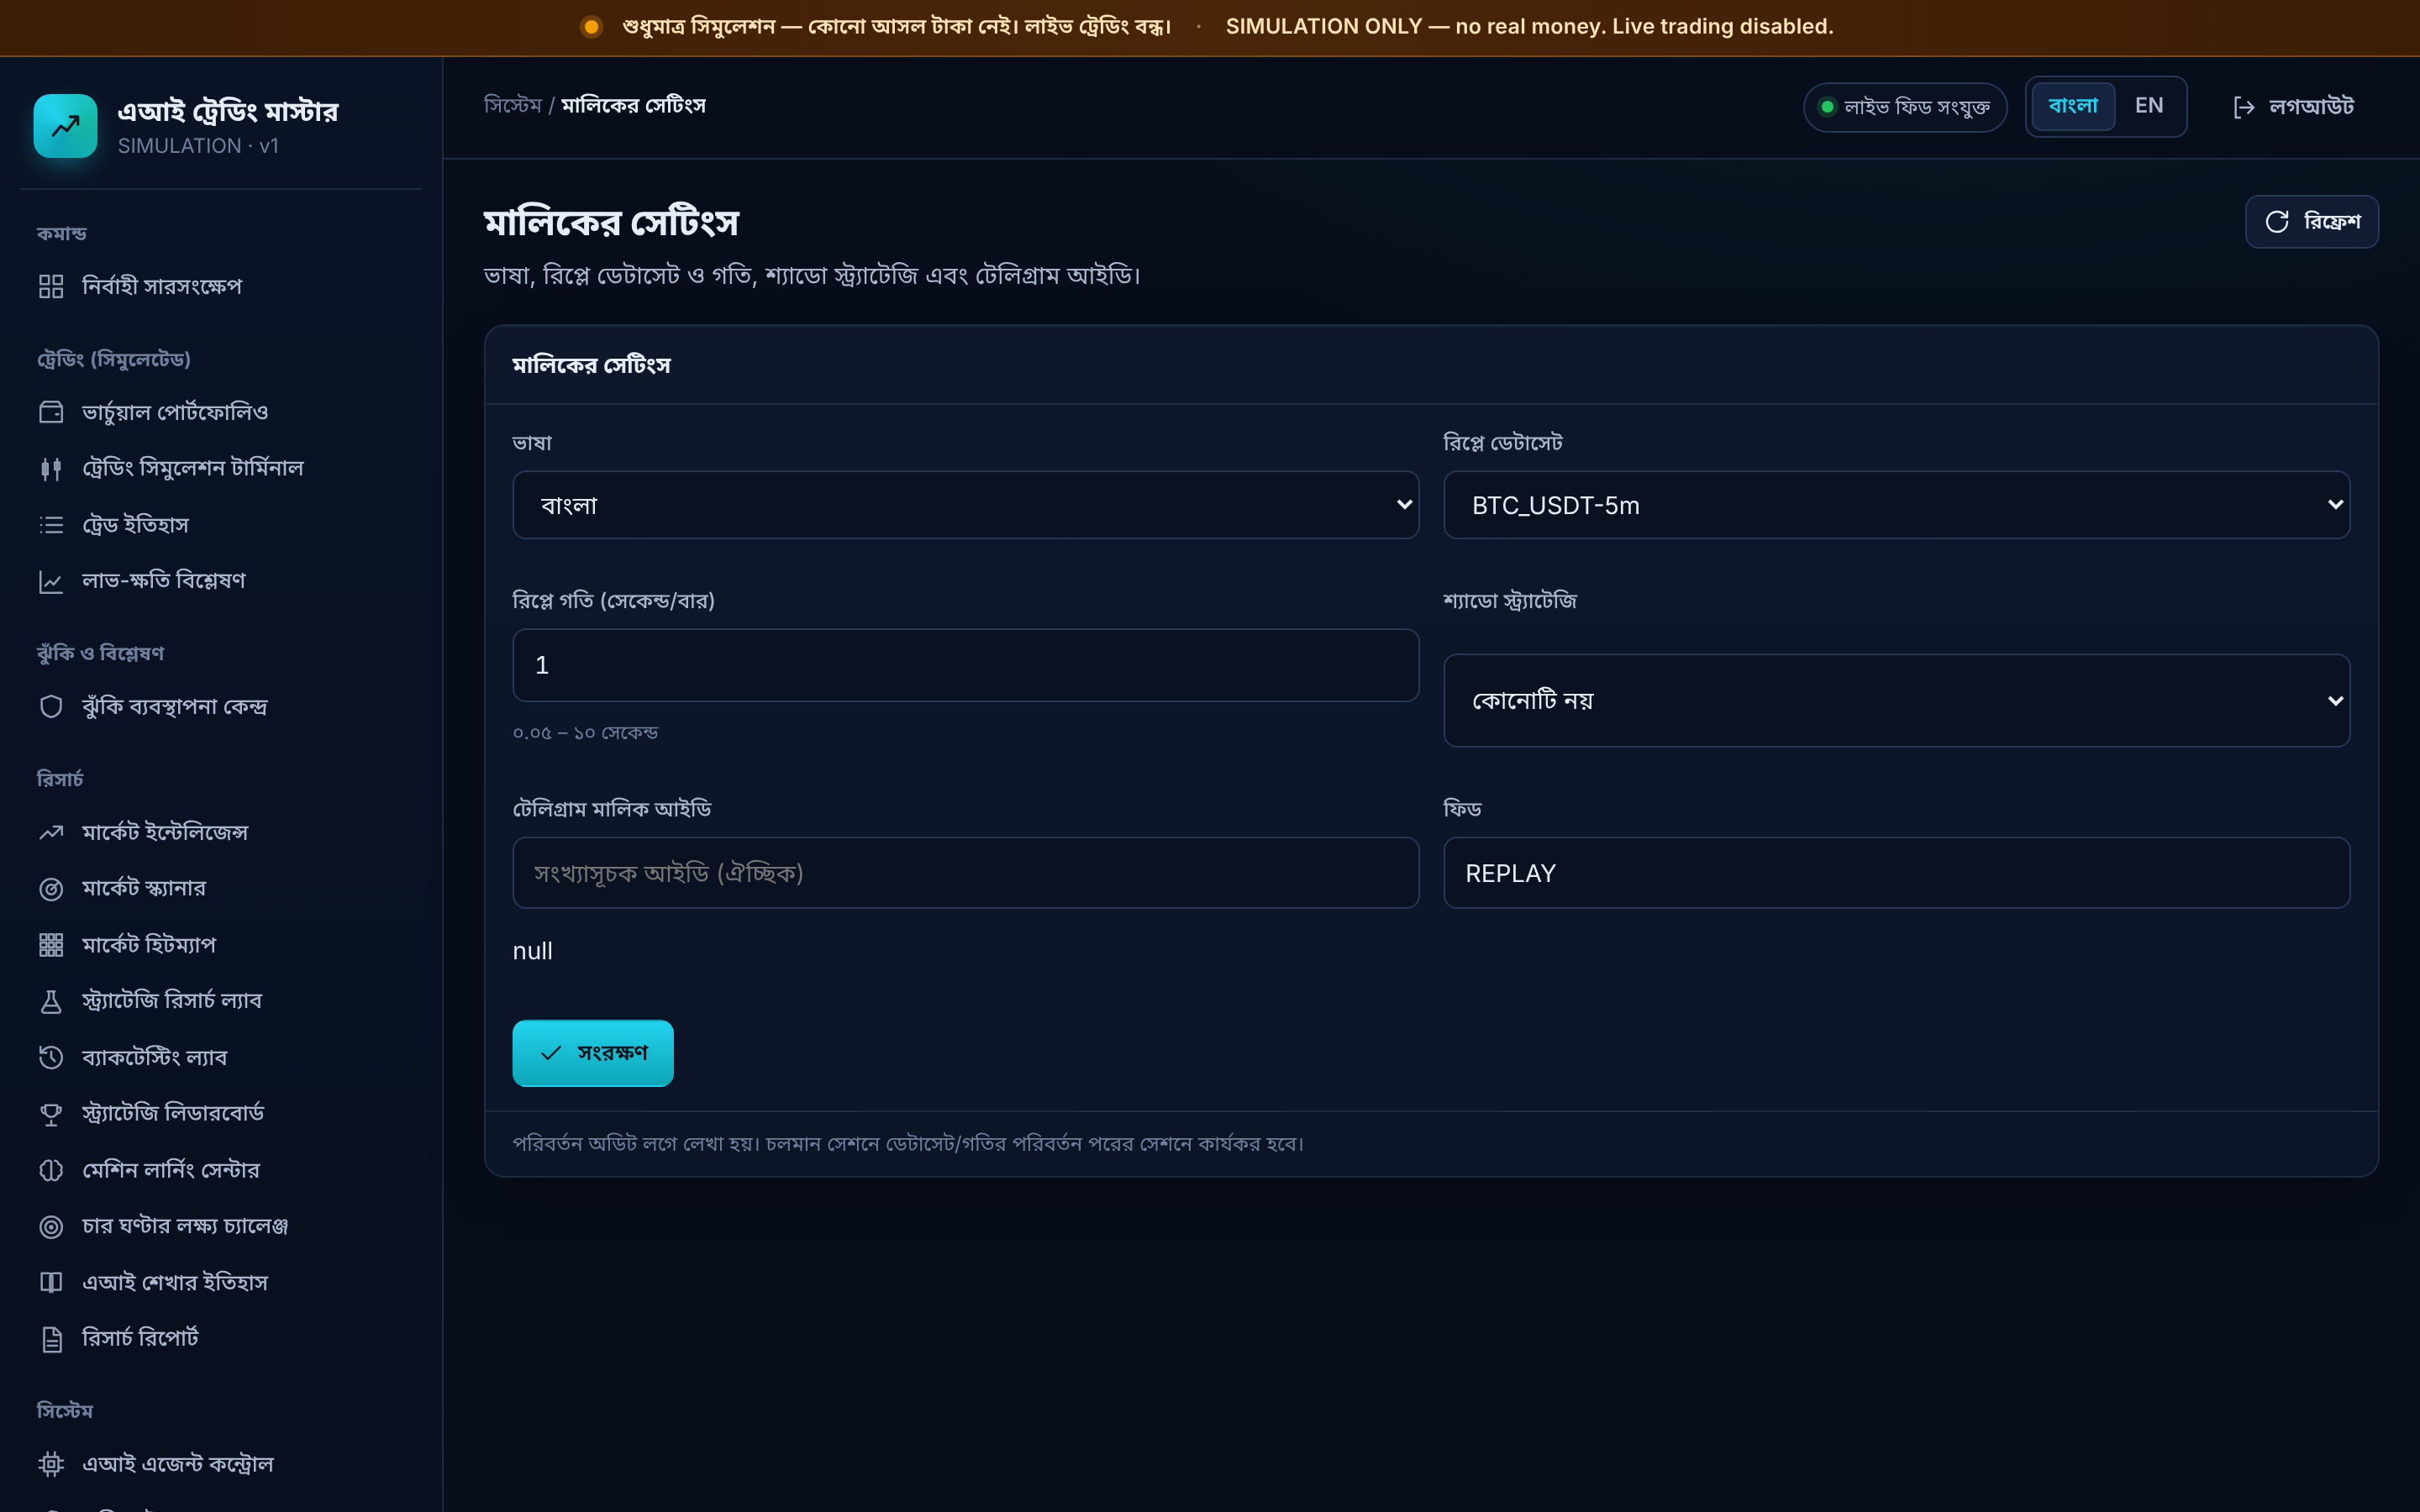 শুধুমাত্র সিমুলেশন — কোনো আসল টাকা নেই। লাইভ ট্রেডিং বন্ধ। · SIMULATION ONLY — no real money. Live trading disabled.
এআই ট্রেডিং মাস্টার
SIMULATION · v1
কমান্ড
নির্বাহী সারসংক্ষেপ
ট্রেডিং (সিমুলেটেড)
ভার্চুয়াল পোর্টফোলিও
ট্রেডিং সিমুলেশন টার্মিনাল
ট্রেড ইতিহাস
লাভ-ক্ষতি বিশ্লেষণ
ঝুঁকি ও বিশ্লেষণ
ঝুঁকি ব্যবস্থাপনা কেন্দ্র
রিসার্চ
মার্কেট ইন্টেলিজেন্স
মার্কেট স্ক্যানার
মার্কেট হিটম্যাপ
স্ট্র্যাটেজি রিসার্চ ল্যাব
ব্যাকটেস্টিং ল্যাব
স্ট্র্যাটেজি লিডারবোর্ড
মেশিন লার্নিং সেন্টার
চার ঘণ্টার লক্ষ্য চ্যালেঞ্জ
এআই শেখার ইতিহাস
রিসার্চ রিপোর্ট
সিস্টেম
এআই এজেন্ট কন্ট্রোল
সিস্টেম / মালিকের সেটিংস
লাইভ ফিড সংযুক্ত
বাংলা EN
লগআউট
মালিকের সেটিংস
রিফ্রেশ
ভাষা, রিপ্লে ডেটাসেট ও গতি, শ্যাডো স্ট্র্যাটেজি এবং টেলিগ্রাম আইডি।
মালিকের সেটিংস
ভাষা
বাংলা
রিপ্লে ডেটাসেট
BTC_USDT-5m
রিপ্লে গতি (সেকেন্ড/বার)
1
০.০৫ – ১০ সেকেন্ড
শ্যাডো স্ট্র্যাটেজি
কোনোটি নয়
টেলিগ্রাম মালিক আইডি
সংখ্যাসূচক আইডি (ঐচ্ছিক)
ফিড
REPLAY
null
সংরক্ষণ
পরিবর্তন অডিট লগে লেখা হয়। চলমান সেশনে ডেটাসেট/গতির পরিবর্তন পরের সেশনে কার্যকর হবে।